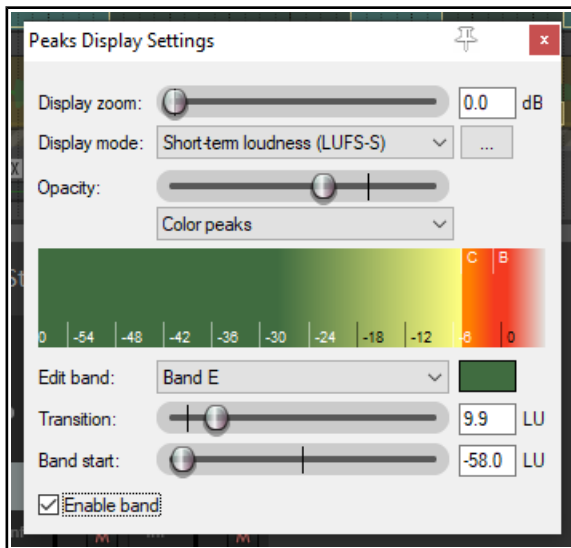 Peaks Display Settings
x
Display zoom: 0.0 dB
Display mode: Short-term loudness (LUFS-S) ...
Opacity:
Color peaks
C B
0 -54 -48 -42 -36 -30 -24 -18 -12 -6 0
Edit band: Band E
Transition: 9.9 LU
Band start: -58.0 LU
Enable band
M M